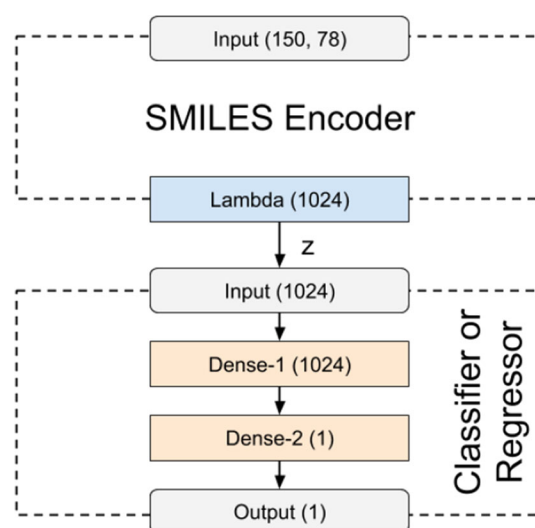 Input (150, 78)
SMILES Encoder
Lambda (1024)
z
Input (1024)
Dense-1 (1024)
Dense-2 (1)
Output (1)
Classifier or
Regressor